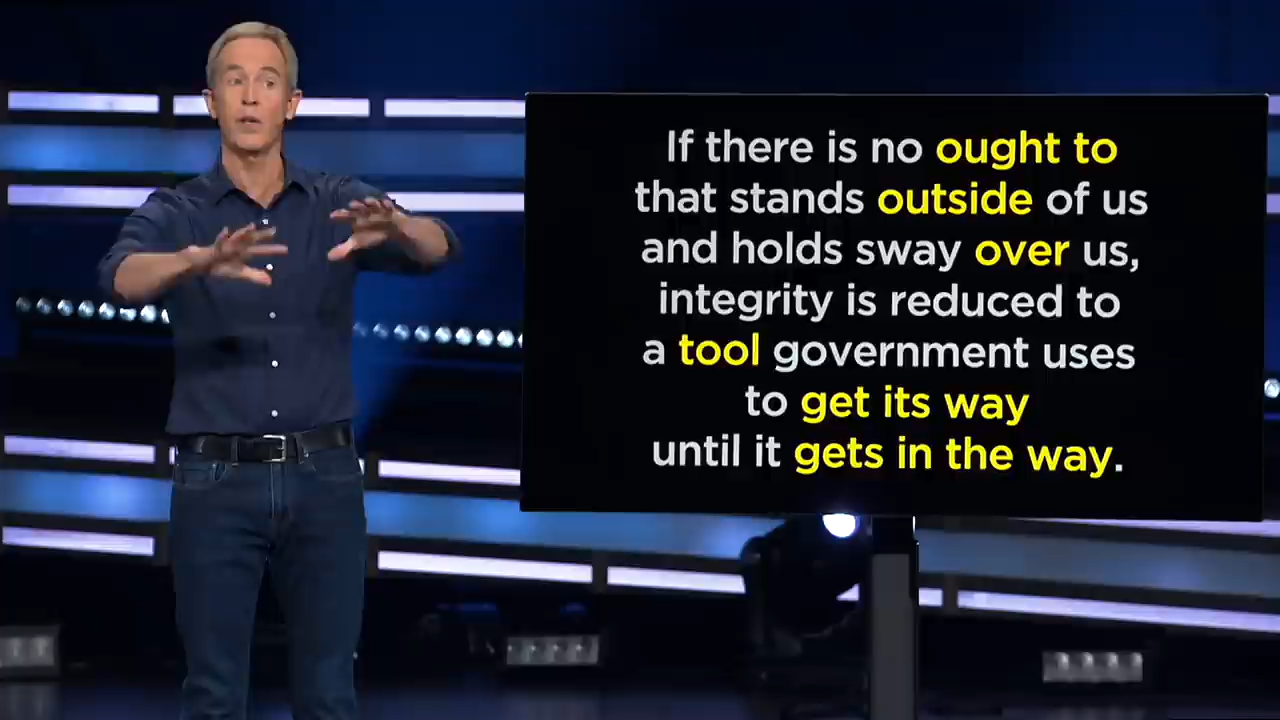 If there is no ought to
that stands outside of us
and holds sway over us,
integrity is reduced to
a tool government uses
to get its way
until it gets in the way.